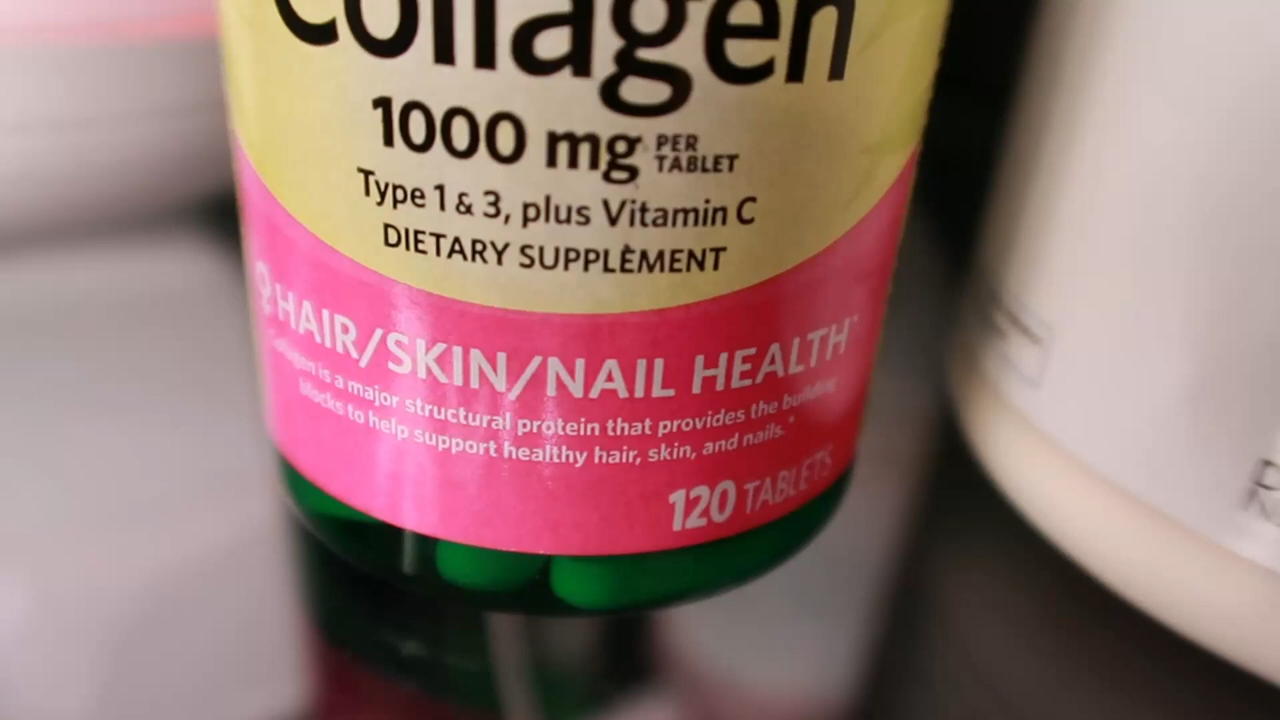 Collagen
1000 mg PER TABLET
Type 1 & 3, plus Vitamin C
DIETARY SUPPLEMENT
HAIR/SKIN/NAIL HEALTH*
Collagen is a major structural protein that provides the building
blocks to help support healthy hair, skin, and nails.*
120 TABLETS
R